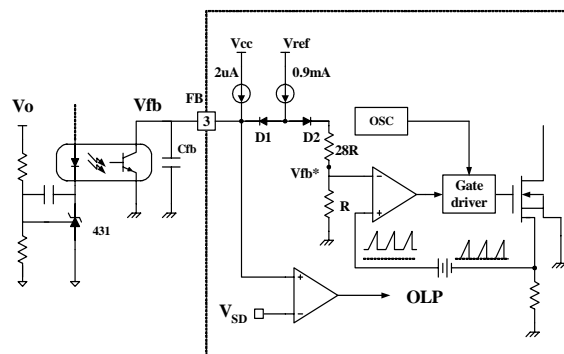 Vcc Vref
2uA 0.9mA
Vo Vfb FB
3
D1 D2
OSC
Cfb
28R
Vfb*
R
Gate
driver
431
OLP
VSD
− + + −